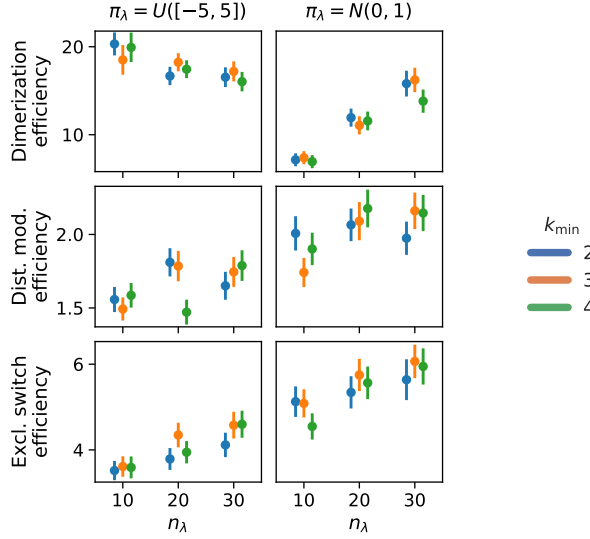 π_λ = U([−5, 5])
π_λ = N(0, 1)
Dimerization
efficiency
20
10
Dist. mod.
efficiency
2.0
1.5
Excl. switch
efficiency
6
4
10
20
30
10
20
30
n_λ
n_λ
k_min
2
3
4